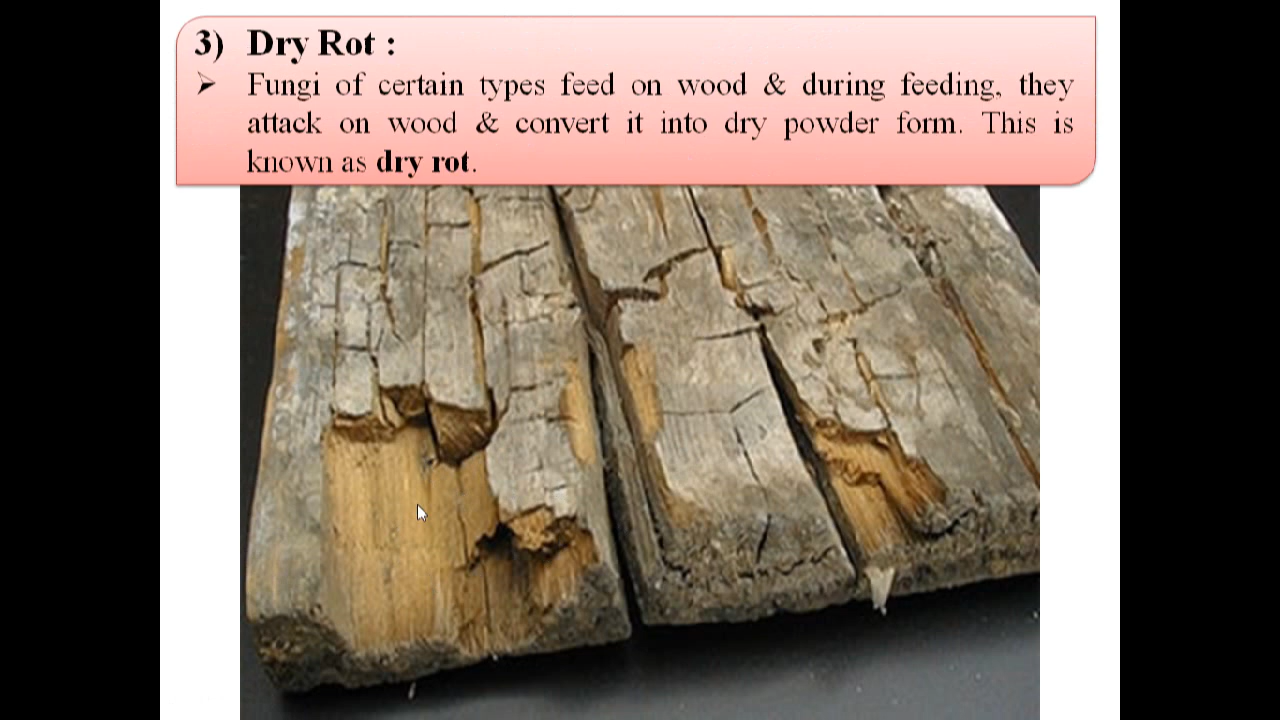 3) Dry Rot :
➢ Fungi of certain types feed on wood & during feeding, they
attack on wood & convert it into dry powder form. This is
known as dry rot.